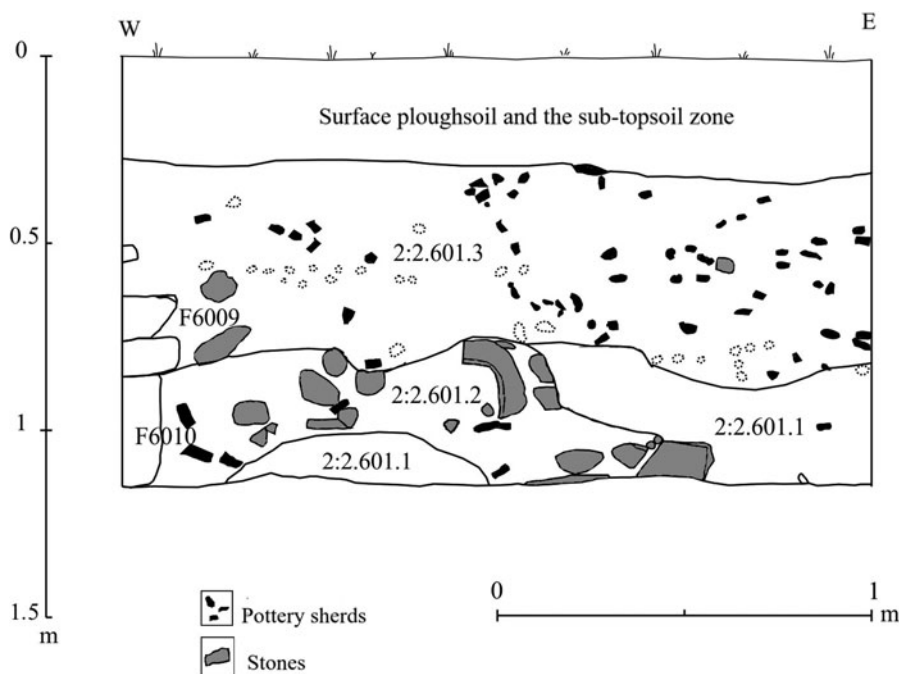 W
E
0
Surface ploughsoil and the sub-topsoil zone
0.5
2:2.601.3
F6009
2:2.601.2
2:2.601.1
1
F6010
2:2.601.1
0
1
1.5
m
m
Pottery sherds
Stones